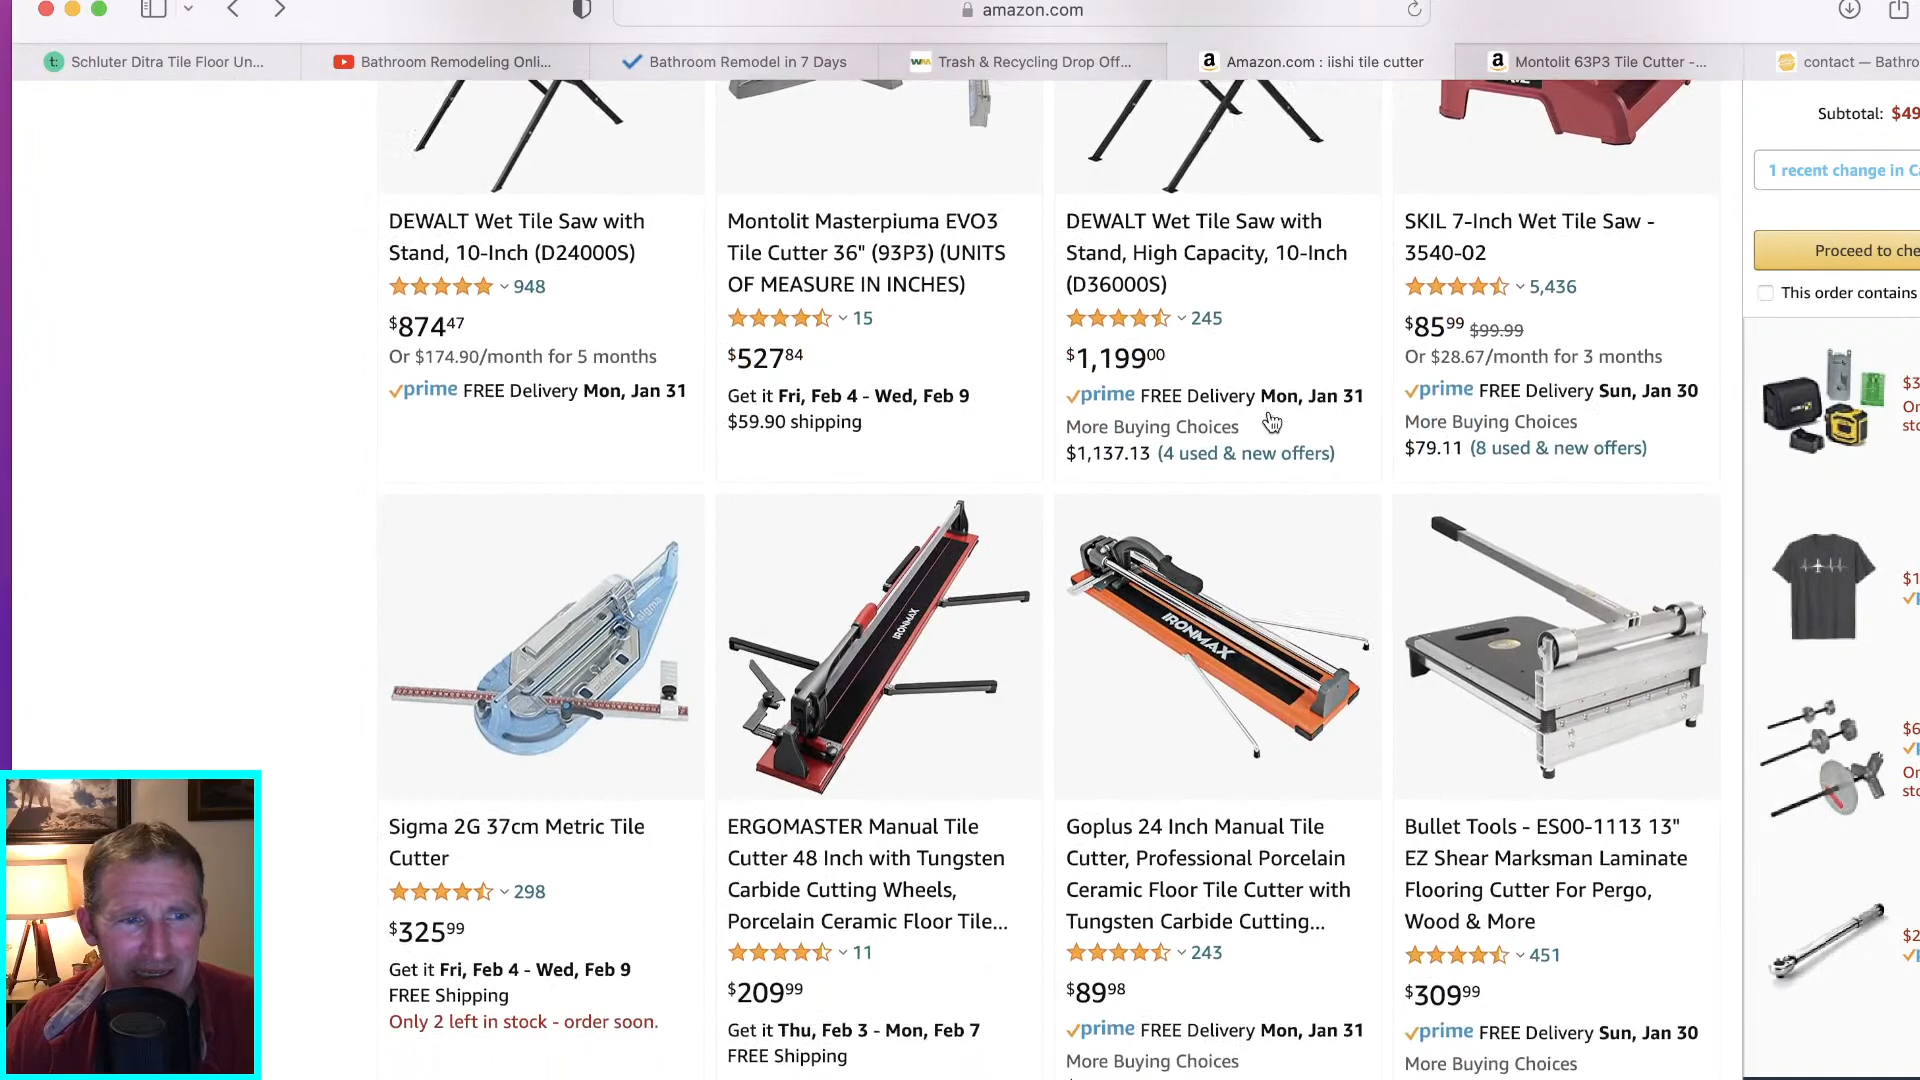 amazon.com
Schluter Ditra Tile Floor Un...
Bathroom Remodeling Onli...
Bathroom Remodel in 7 Days
Trash & Recycling Drop Off...
Amazon.com : iishi tile cutter
Montolit 63P3 Tile Cutter -...
contact — Bathro
Subtotal: $49
1 recent change in Ca
Proceed to che
This order contains
DEWALT Wet Tile Saw with
Stand, 10-Inch (D24000S)
948
$874 47
Or $174.90/month for 5 months
prime FREE Delivery Mon, Jan 31
Montolit Masterpiuma EVO3
Tile Cutter 36" (93P3) (UNITS
OF MEASURE IN INCHES)
15
$527 84
Get it Fri, Feb 4 - Wed, Feb 9
$59.90 shipping
DEWALT Wet Tile Saw with
Stand, High Capacity, 10-Inch
(D36000S)
245
$1,199 00
prime FREE Delivery Mon, Jan 31
More Buying Choices
$1,137.13 (4 used & new offers)
SKIL 7-Inch Wet Tile Saw -
3540-02
5,436
$85 99 $99.99
Or $28.67/month for 3 months
prime FREE Delivery Sun, Jan 30
More Buying Choices
$79.11 (8 used & new offers)
sigma
IRONMAX
IRONMAX
Sigma 2G 37cm Metric Tile
Cutter
298
$325 99
Get it Fri, Feb 4 - Wed, Feb 9
FREE Shipping
Only 2 left in stock - order soon.
ERGOMASTER Manual Tile
Cutter 48 Inch with Tungsten
Carbide Cutting Wheels,
Porcelain Ceramic Floor Tile...
11
$209 99
Get it Thu, Feb 3 - Mon, Feb 7
FREE Shipping
Goplus 24 Inch Manual Tile
Cutter, Professional Porcelain
Ceramic Floor Tile Cutter with
Tungsten Carbide Cutting...
243
$89 98
prime FREE Delivery Mon, Jan 31
More Buying Choices
Bullet Tools - ES00-1113 13"
EZ Shear Marksman Laminate
Flooring Cutter For Pergo,
Wood & More
451
$309 99
prime FREE Delivery Sun, Jan 30
More Buying Choices
$3
Or
sto
$1
$6
Or
sto
$2